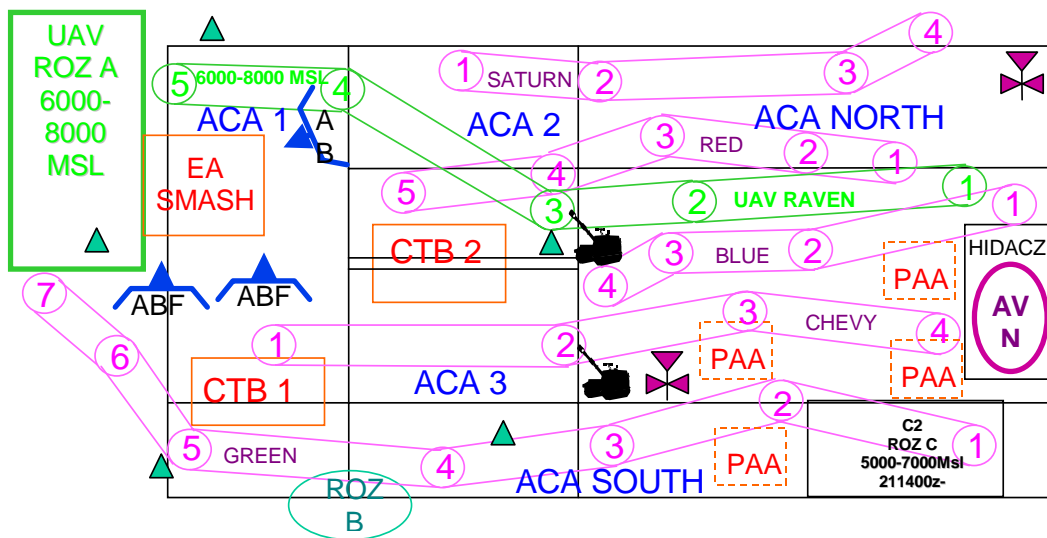 UAV
ROZ A
6000-
8000
MSL
5
6000-8000 MSL
4
1
SATURN
2
3
4
ACA 1
A
B
ACA 2
3
RED
2
1
ACA NORTH
EA
SMASH
5
4
3
2
UAV RAVEN
1
1
CTB 2
4
3
BLUE
2
PAA
HIDACZ
AV
N
7
ABF
ABF
6
1
2
3
CHEVY
4
PAA
PAA
CTB 1
ACA 3
5
GREEN
4
3
2
1
PAA
C2
ROZ C
5000-7000Msl
211400z-
ACA SOUTH
ROZ
B